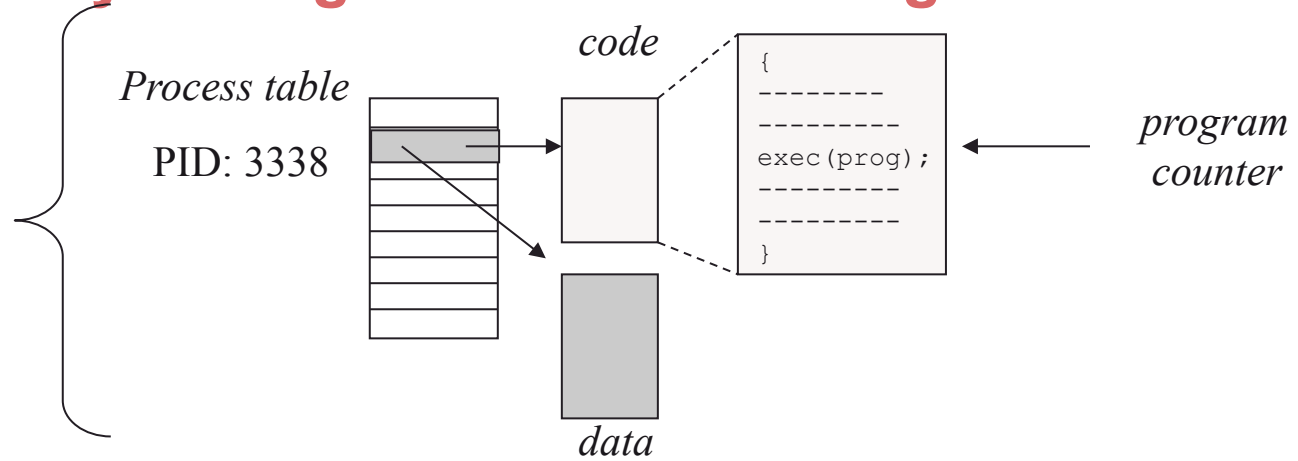 code
Process table
PID: 3338
{
--------
---------
exec(prog);
---------
---------
}
program
counter
data